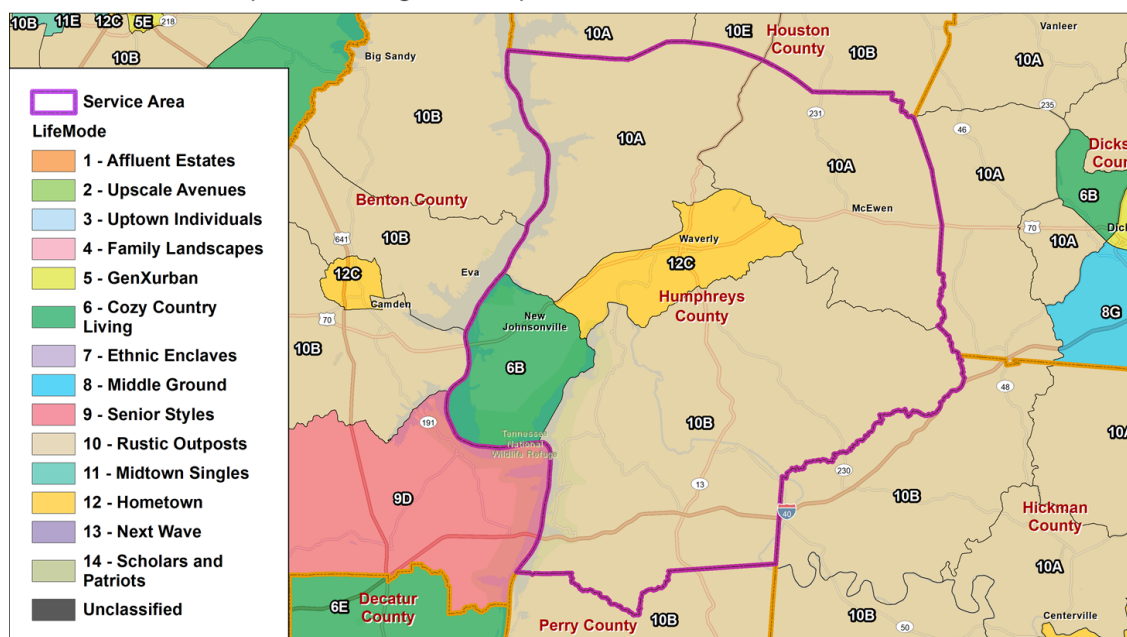 10B
11E
12C
5E
218
10B
10A
10E
Houston
County
10B
Vanleer
10A
Big Sandy
10B
10A
231
10A
235
46
10A
Dicks
Cour
6B
Benton County
10B
641
12C
Camden
70
10B
Eva
Waverly
12C
McEwen
70
10A
Dick
Humphreys
County
New
Johnsonville
6B
8G
48
10B
Tennessee
National
Wildlife Refuge
191
9D
13
230
40
10B
10A
Hickman
County
10A
6E
Decatur
County
Perry County
10B
10B
50
Centerville
Service Area
LifeMode
1 - Affluent Estates
2 - Upscale Avenues
3 - Uptown Individuals
4 - Family Landscapes
5 - GenXurban
6 - Cozy Country
Living
7 - Ethnic Enclaves
8 - Middle Ground
9 - Senior Styles
10 - Rustic Outposts
11 - Midtown Singles
12 - Hometown
13 - Next Wave
14 - Scholars and
Patriots
Unclassified